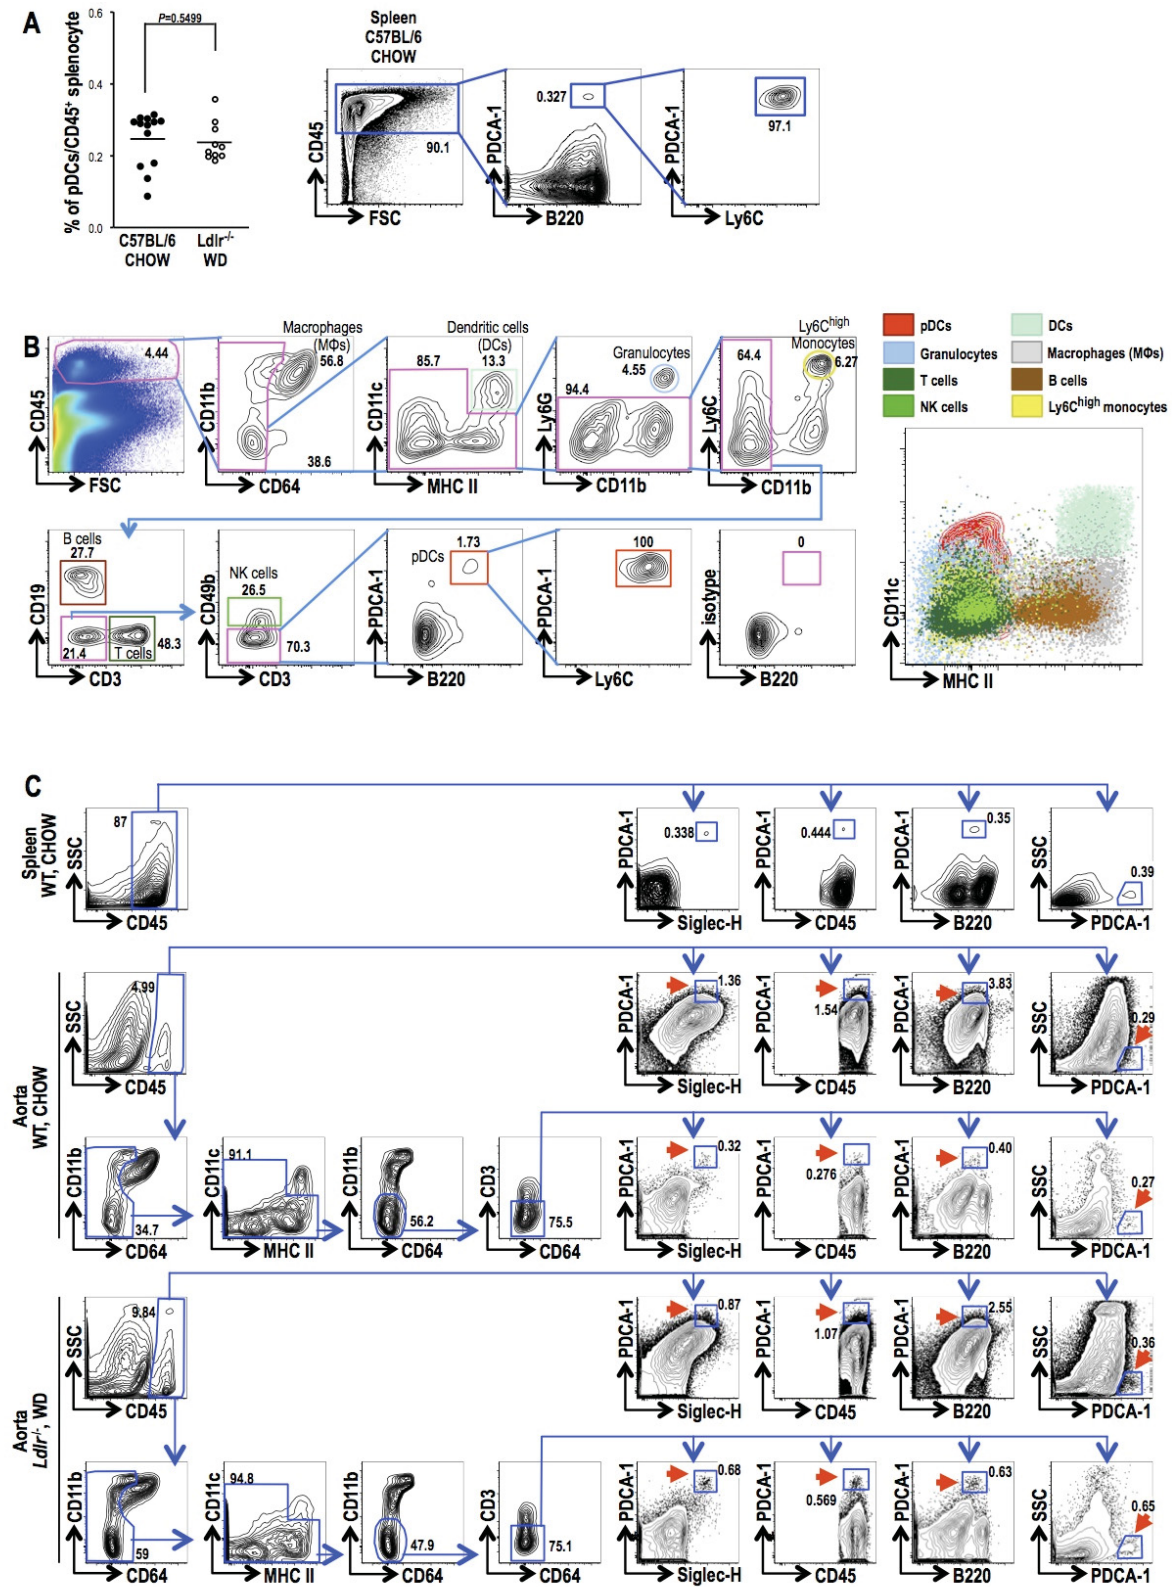 A
0.6
0.4
0.2
0.0
% of pDCs/CD45+ splenocyte
P=0.5499
C57BL/6
CHOW
Ldlr-/-
WD
Spleen
C57BL/6
CHOW
CD45
FSC
90.1
PDCA-1
B220
0.327
PDCA-1
Ly6C
97.1
B
4.44
CD45
FSC
Macrophages
(MΦs)
56.8
CD11b
CD64
38.6
Dendritic cells
(DCs)
85.7
13.3
CD11c
MHC II
Granulocytes
4.55
94.4
Ly6G
CD11b
Ly6Chigh
Monocytes
64.4
6.27
Ly6C
CD11b
pDCs
DCs
Granulocytes
Macrophages (MΦs)
T cells
B cells
NK cells
Ly6Chigh monocytes
CD11c
MHC II
B cells
27.7
CD19
21.4
T cells
48.3
CD3
NK cells
26.5
CD49b
70.3
CD3
pDCs
1.73
PDCA-1
B220
100
PDCA-1
Ly6C
0
isotype
B220
C
Spleen
WT, CHOW
87
SSC
CD45
0.338
PDCA-1
Siglec-H
0.444
PDCA-1
CD45
0.35
PDCA-1
B220
0.39
SSC
PDCA-1
Aorta
WT, CHOW
4.99
SSC
CD45
1.36
PDCA-1
Siglec-H
1.54
PDCA-1
CD45
3.83
PDCA-1
B220
0.29
SSC
PDCA-1
CD11b
34.7
CD64
91.1
CD11c
MHC II
CD11b
56.2
CD64
CD3
75.5
CD64
0.32
PDCA-1
Siglec-H
0.276
PDCA-1
CD45
0.40
PDCA-1
B220
0.27
SSC
PDCA-1
Aorta
Ldlr-/-, WD
9.84
SSC
CD45
0.87
PDCA-1
Siglec-H
1.07
PDCA-1
CD45
2.55
PDCA-1
B220
0.36
SSC
PDCA-1
CD11b
59
CD64
94.8
CD11c
MHC II
CD11b
47.9
CD64
CD3
75.1
CD64
0.68
PDCA-1
Siglec-H
0.569
PDCA-1
CD45
0.63
PDCA-1
B220
0.65
SSC
PDCA-1